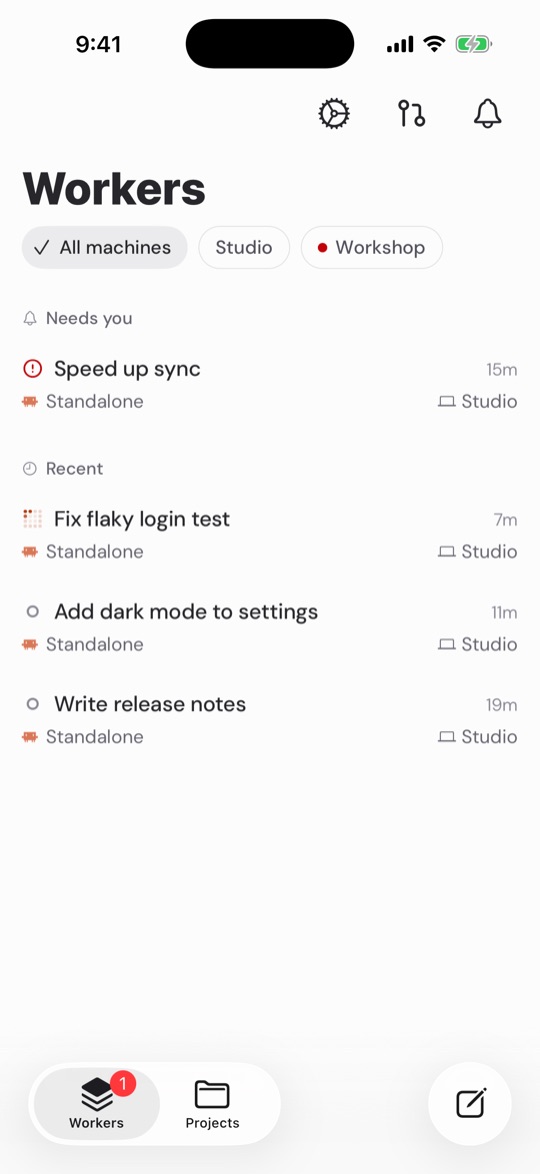 9:41
Workers
All machines
Studio
Workshop
Needs you
Speed up sync
15m
Standalone
Studio
Recent
Fix flaky login test
7m
Standalone
Studio
Add dark mode to settings
11m
Standalone
Studio
Write release notes
19m
Standalone
Studio
1
Workers
Projects